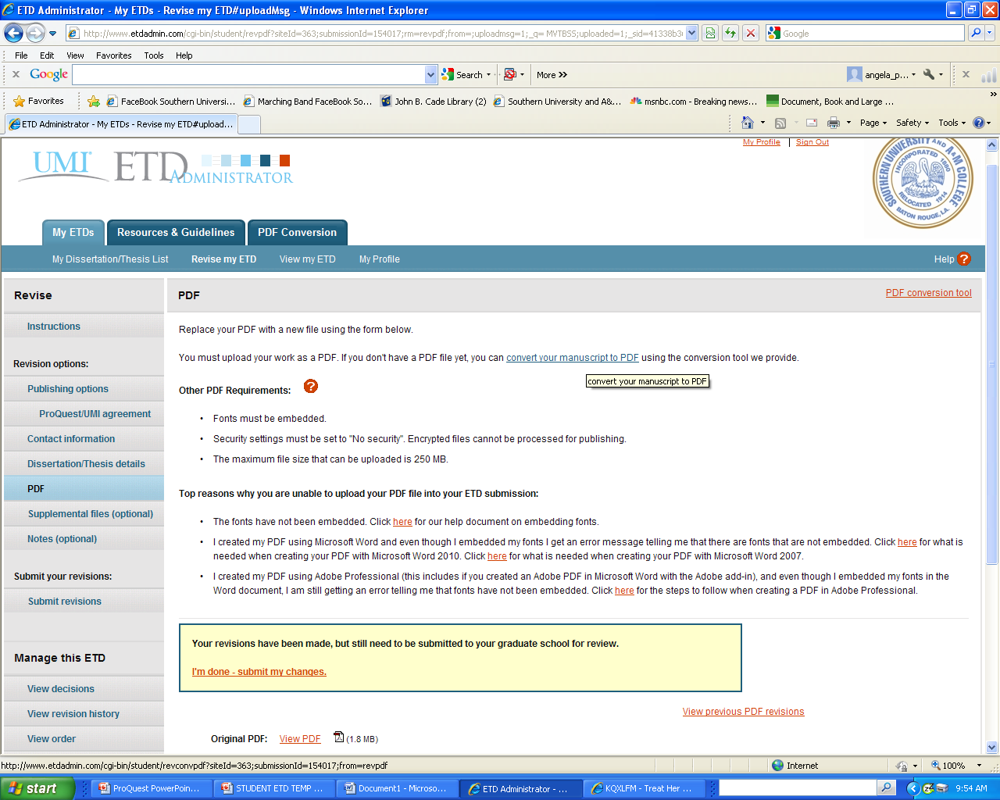 ETD Administrator - My ETDs - Revise my ETD#uploadMsg - Windows Internet Explorer
http://www.etdadmin.com/cgi-bin/student/revpdf?siteId=363;submissionId=154017;rm=revpdf;from=;uploadmsg=1;_q= MVTBSS;uploaded=1;_sid=41338b3
Google
File Edit View Favorites Tools Help
x Google Search More » angela_p... x
Favorites FaceBook Southern Universi... Marching Band FaceBook So... John B. Cade Library (2) Southern University and A&... msnbc.com - Breaking news... Document, Book and Large ... »
ETD Administrator - My ETDs - Revise my ETD#upload... Page Safety Tools
My Profile | Sign Out
UMI ETD ADMINISTRATOR
SOUTHERN UNIVERSITY AND A&M COLLEGE
INCORPORATED 1880
RELOCATED 1914
BATON ROUGE, LA.
My ETDs Resources & Guidelines PDF Conversion
My Dissertation/Thesis List Revise my ETD View my ETD My Profile Help ?
Revise
Instructions
Revision options:
Publishing options
ProQuest/UMI agreement
Contact information
Dissertation/Thesis details
PDF
Supplemental files (optional)
Notes (optional)
Submit your revisions:
Submit revisions
Manage this ETD
View decisions
View revision history
View order
PDF PDF conversion tool
Replace your PDF with a new file using the form below.
You must upload your work as a PDF. If you don't have a PDF file yet, you can convert your manuscript to PDF using the conversion tool we provide.
convert your manuscript to PDF
Other PDF Requirements: ?
• Fonts must be embedded.
• Security settings must be set to "No security". Encrypted files cannot be processed for publishing.
• The maximum file size that can be uploaded is 250 MB.
Top reasons why you are unable to upload your PDF file into your ETD submission:
• The fonts have not been embedded. Click here for our help document on embedding fonts.
• I created my PDF using Microsoft Word and even though I embedded my fonts I get an error message telling me that there are fonts that are not embedded. Click here for what is
needed when creating your PDF with Microsoft Word 2010. Click here for what is needed when creating your PDF with Microsoft Word 2007.
• I created my PDF using Adobe Professional (this includes if you created an Adobe PDF in Microsoft Word with the Adobe add-in), and even though I embedded my fonts in the
Word document, I am still getting an error telling me that fonts have not been embedded. Click here for the steps to follow when creating a PDF in Adobe Professional.
Your revisions have been made, but still need to be submitted to your graduate school for review.
I'm done - submit my changes.
View previous PDF revisions
Original PDF: View PDF (1.8 MB)
http://www.etdadmin.com/cgi-bin/student/revconvpdf?siteId=363;submissionId=154017;from=revpdf Internet 100%
start ProQuest PowerPoin... STUDENT ETD TEMP ... Document1 - Microso... ETD Administrator - ... KQXLFM - Treat Her ... 9:54 AM